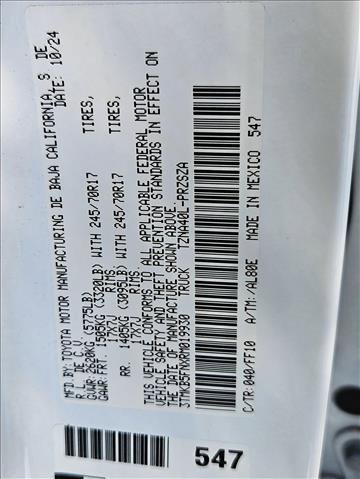 MFD.BY: TOYOTA MOTOR MANUFACTURING DE BAJA CALIFORNIA, S DE
R L. DE C.V. DATE: 10/24
GVWR: 2620KG (5775LB)
GAWR: FRT. 1505KG (3320LB) WITH 245/70R17 TIRES,
17X7J RIMS,
RR. 1405KG (3095LB) WITH 245/70R17 TIRES,
17X7J RIMS
THIS VEHICLE CONFORMS TO ALL APPLICABLE FEDERAL MOTOR
VEHICLE SAFETY AND THEFT PREVENTION STANDARDS IN EFFECT ON
THE DATE OF MANUFACTURE SHOWN ABOVE.
3TMKB5FNXRM019930 TRUCK TZNA40L-PRZSZA
C/TR: 040/FF10 A/TM: /AL80E MADE IN MEXICO 547
547